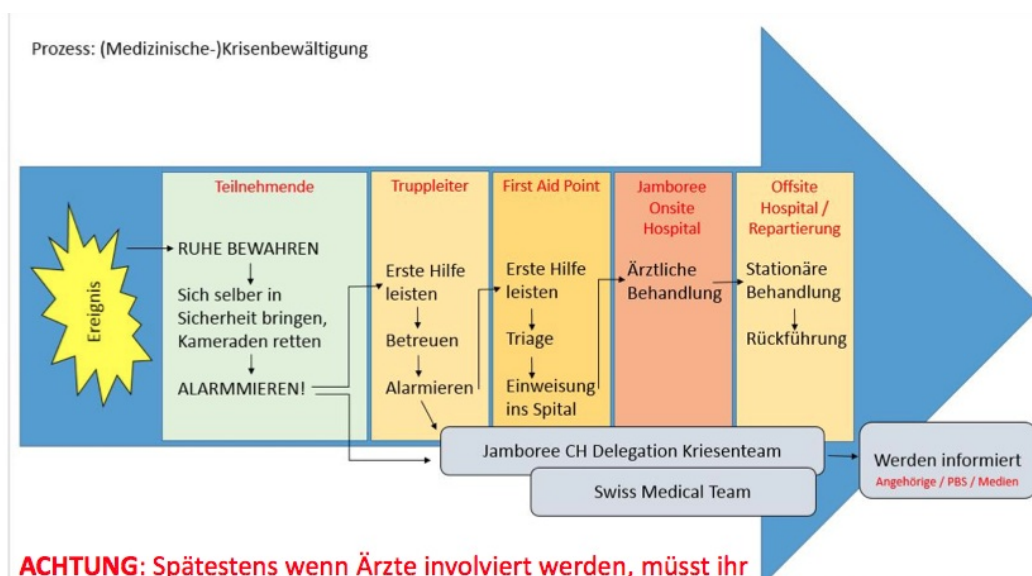 Prozess: (Medizinische-)Krisenbewältigung
Ereignis
Teilnehmende
RUHE BEWAHREN
Sich selber in
Sicherheit bringen,
Kameraden retten
ALARMMIEREN!
Truppleiter
Erste Hilfe
leisten
Betreuen
Alarmieren
First Aid Point
Erste Hilfe
leisten
Triage
Einweisung
ins Spital
Jamboree
Onsite
Hospital
Ärztliche
Behandlung
Offsite
Hospital /
Repartierung
Stationäre
Behandlung
Rückführung
Jamboree CH Delegation Kriesenteam
Swiss Medical Team
Werden informiert
Angehörige / PBS / Medien
ACHTUNG: Spätestens wenn Ärzte involviert werden, müsst ihr